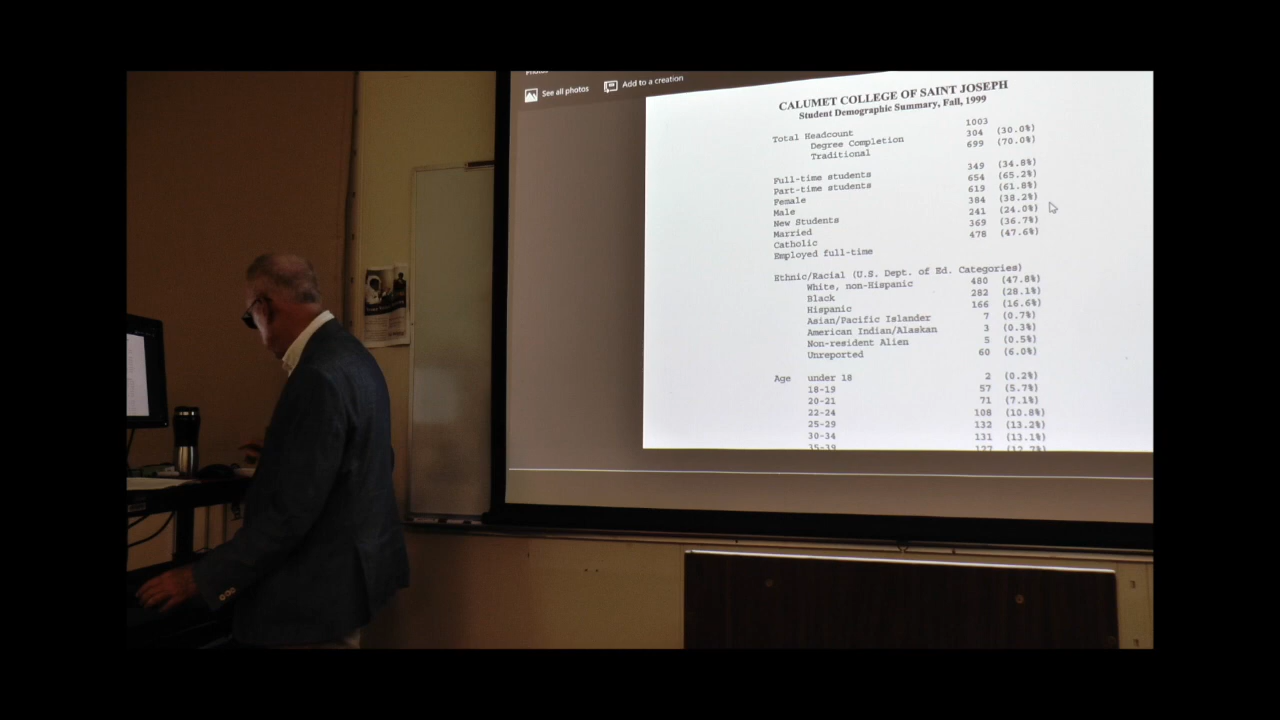 Photos
See all photos
Add to a creation
CALUMET COLLEGE OF SAINT JOSEPH
Student Demographic Summary, Fall, 1999
Total Headcount 1003
Degree Completion 304 (30.0%)
Traditional 699 (70.0%)
Full-time students 349 (34.8%)
Part-time students 654 (65.2%)
Female 619 (61.8%)
Male 384 (38.2%)
New Students 241 (24.0%)
Married 369 (36.7%)
Catholic 478 (47.6%)
Employed full-time
Ethnic/Racial (U.S. Dept. of Ed. Categories)
White, non-Hispanic 480 (47.8%)
Black 282 (28.1%)
Hispanic 166 (16.6%)
Asian/Pacific Islander 7 (0.7%)
American Indian/Alaskan 3 (0.3%)
Non-resident Alien 5 (0.5%)
Unreported 60 (6.0%)
Age under 18 2 (0.2%)
18-19 57 (5.7%)
20-21 71 (7.1%)
22-24 108 (10.8%)
25-29 132 (13.2%)
30-34 131 (13.1%)
35-39 127 (12.7%)